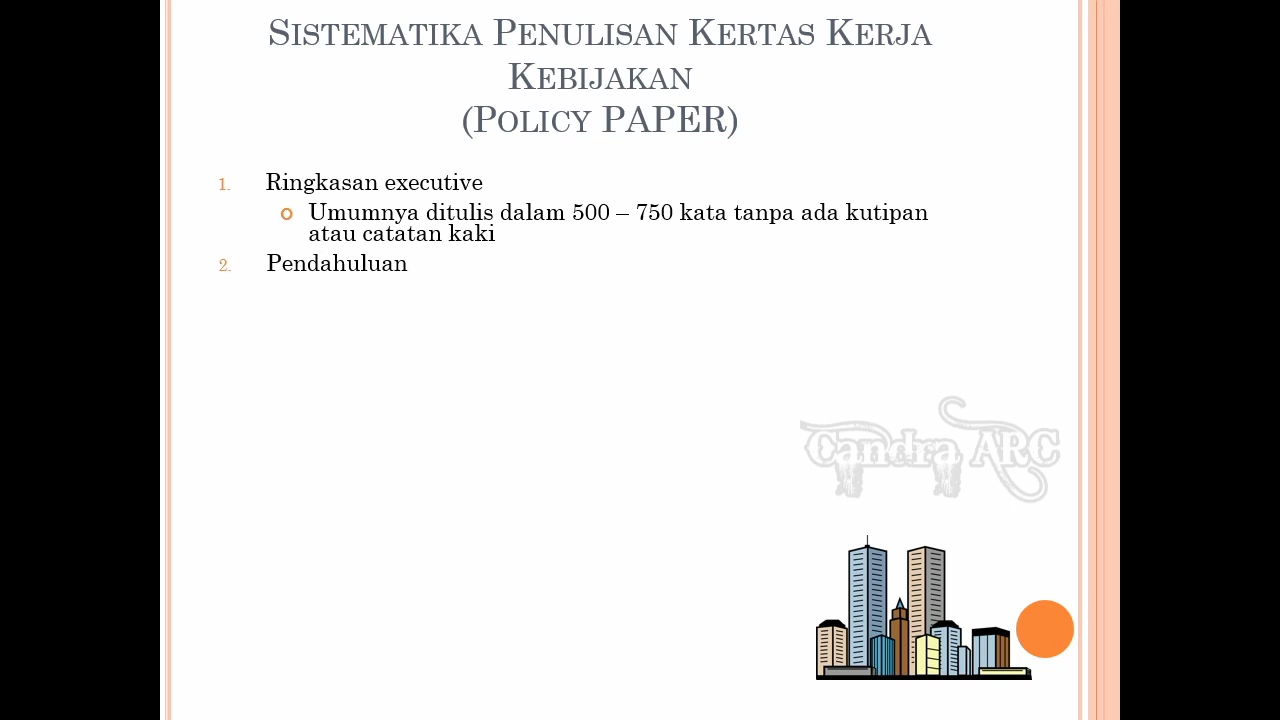 SISTEMATIKA PENULISAN KERTAS KERJA
KEBIJAKAN
(POLICY PAPER)
1. Ringkasan executive
o Umumnya ditulis dalam 500 – 750 kata tanpa ada kutipan
atau catatan kaki
2. Pendahuluan
Candra ARC